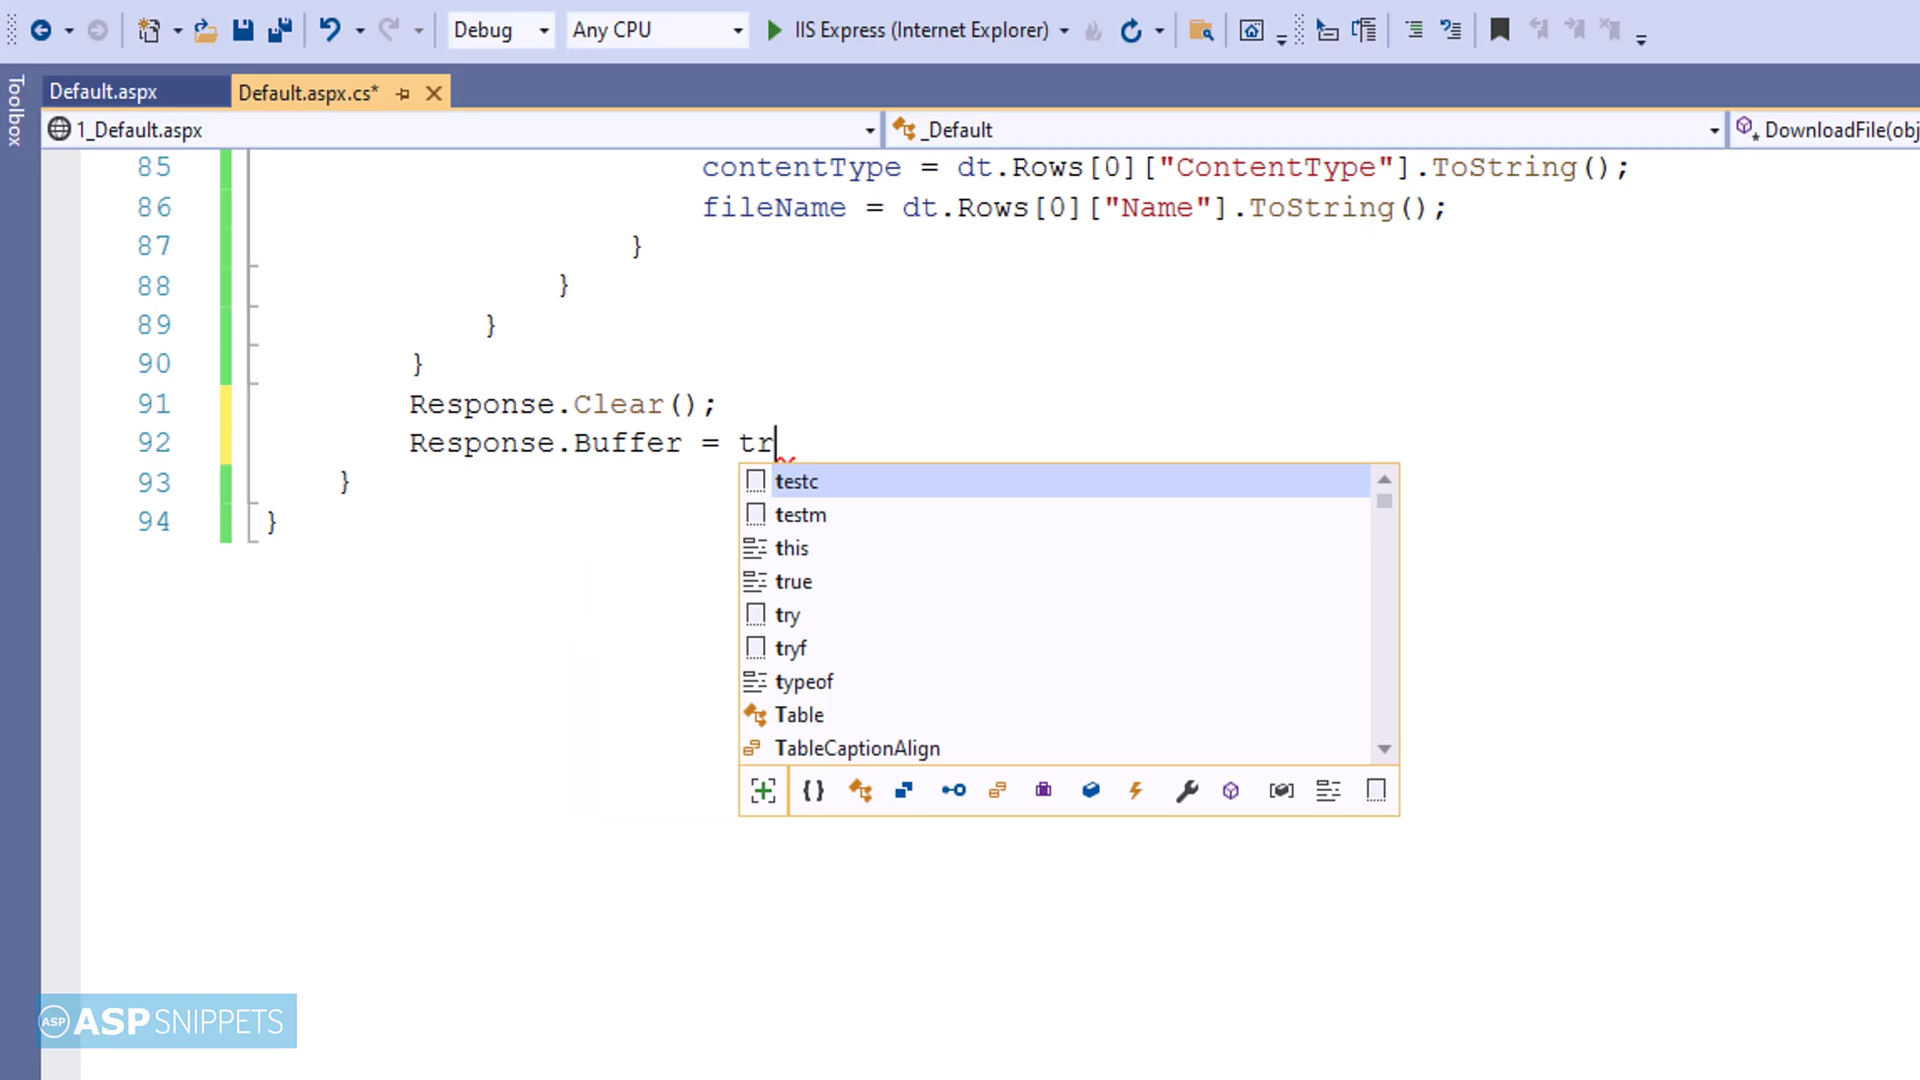 Debug
Any CPU
IIS Express (Internet Explorer)
Toolbox
Default.aspx
Default.aspx.cs*
1_Default.aspx
_Default
DownloadFile(obj
85 contentType = dt.Rows[0]["ContentType"].ToString();
86 fileName = dt.Rows[0]["Name"].ToString();
87 }
88 }
89 }
90 }
91 Response.Clear();
92 Response.Buffer = tr
93 }
94 }
testc
testm
this
true
try
tryf
typeof
Table
TableCaptionAlign
ASP ASPSNIPPETS